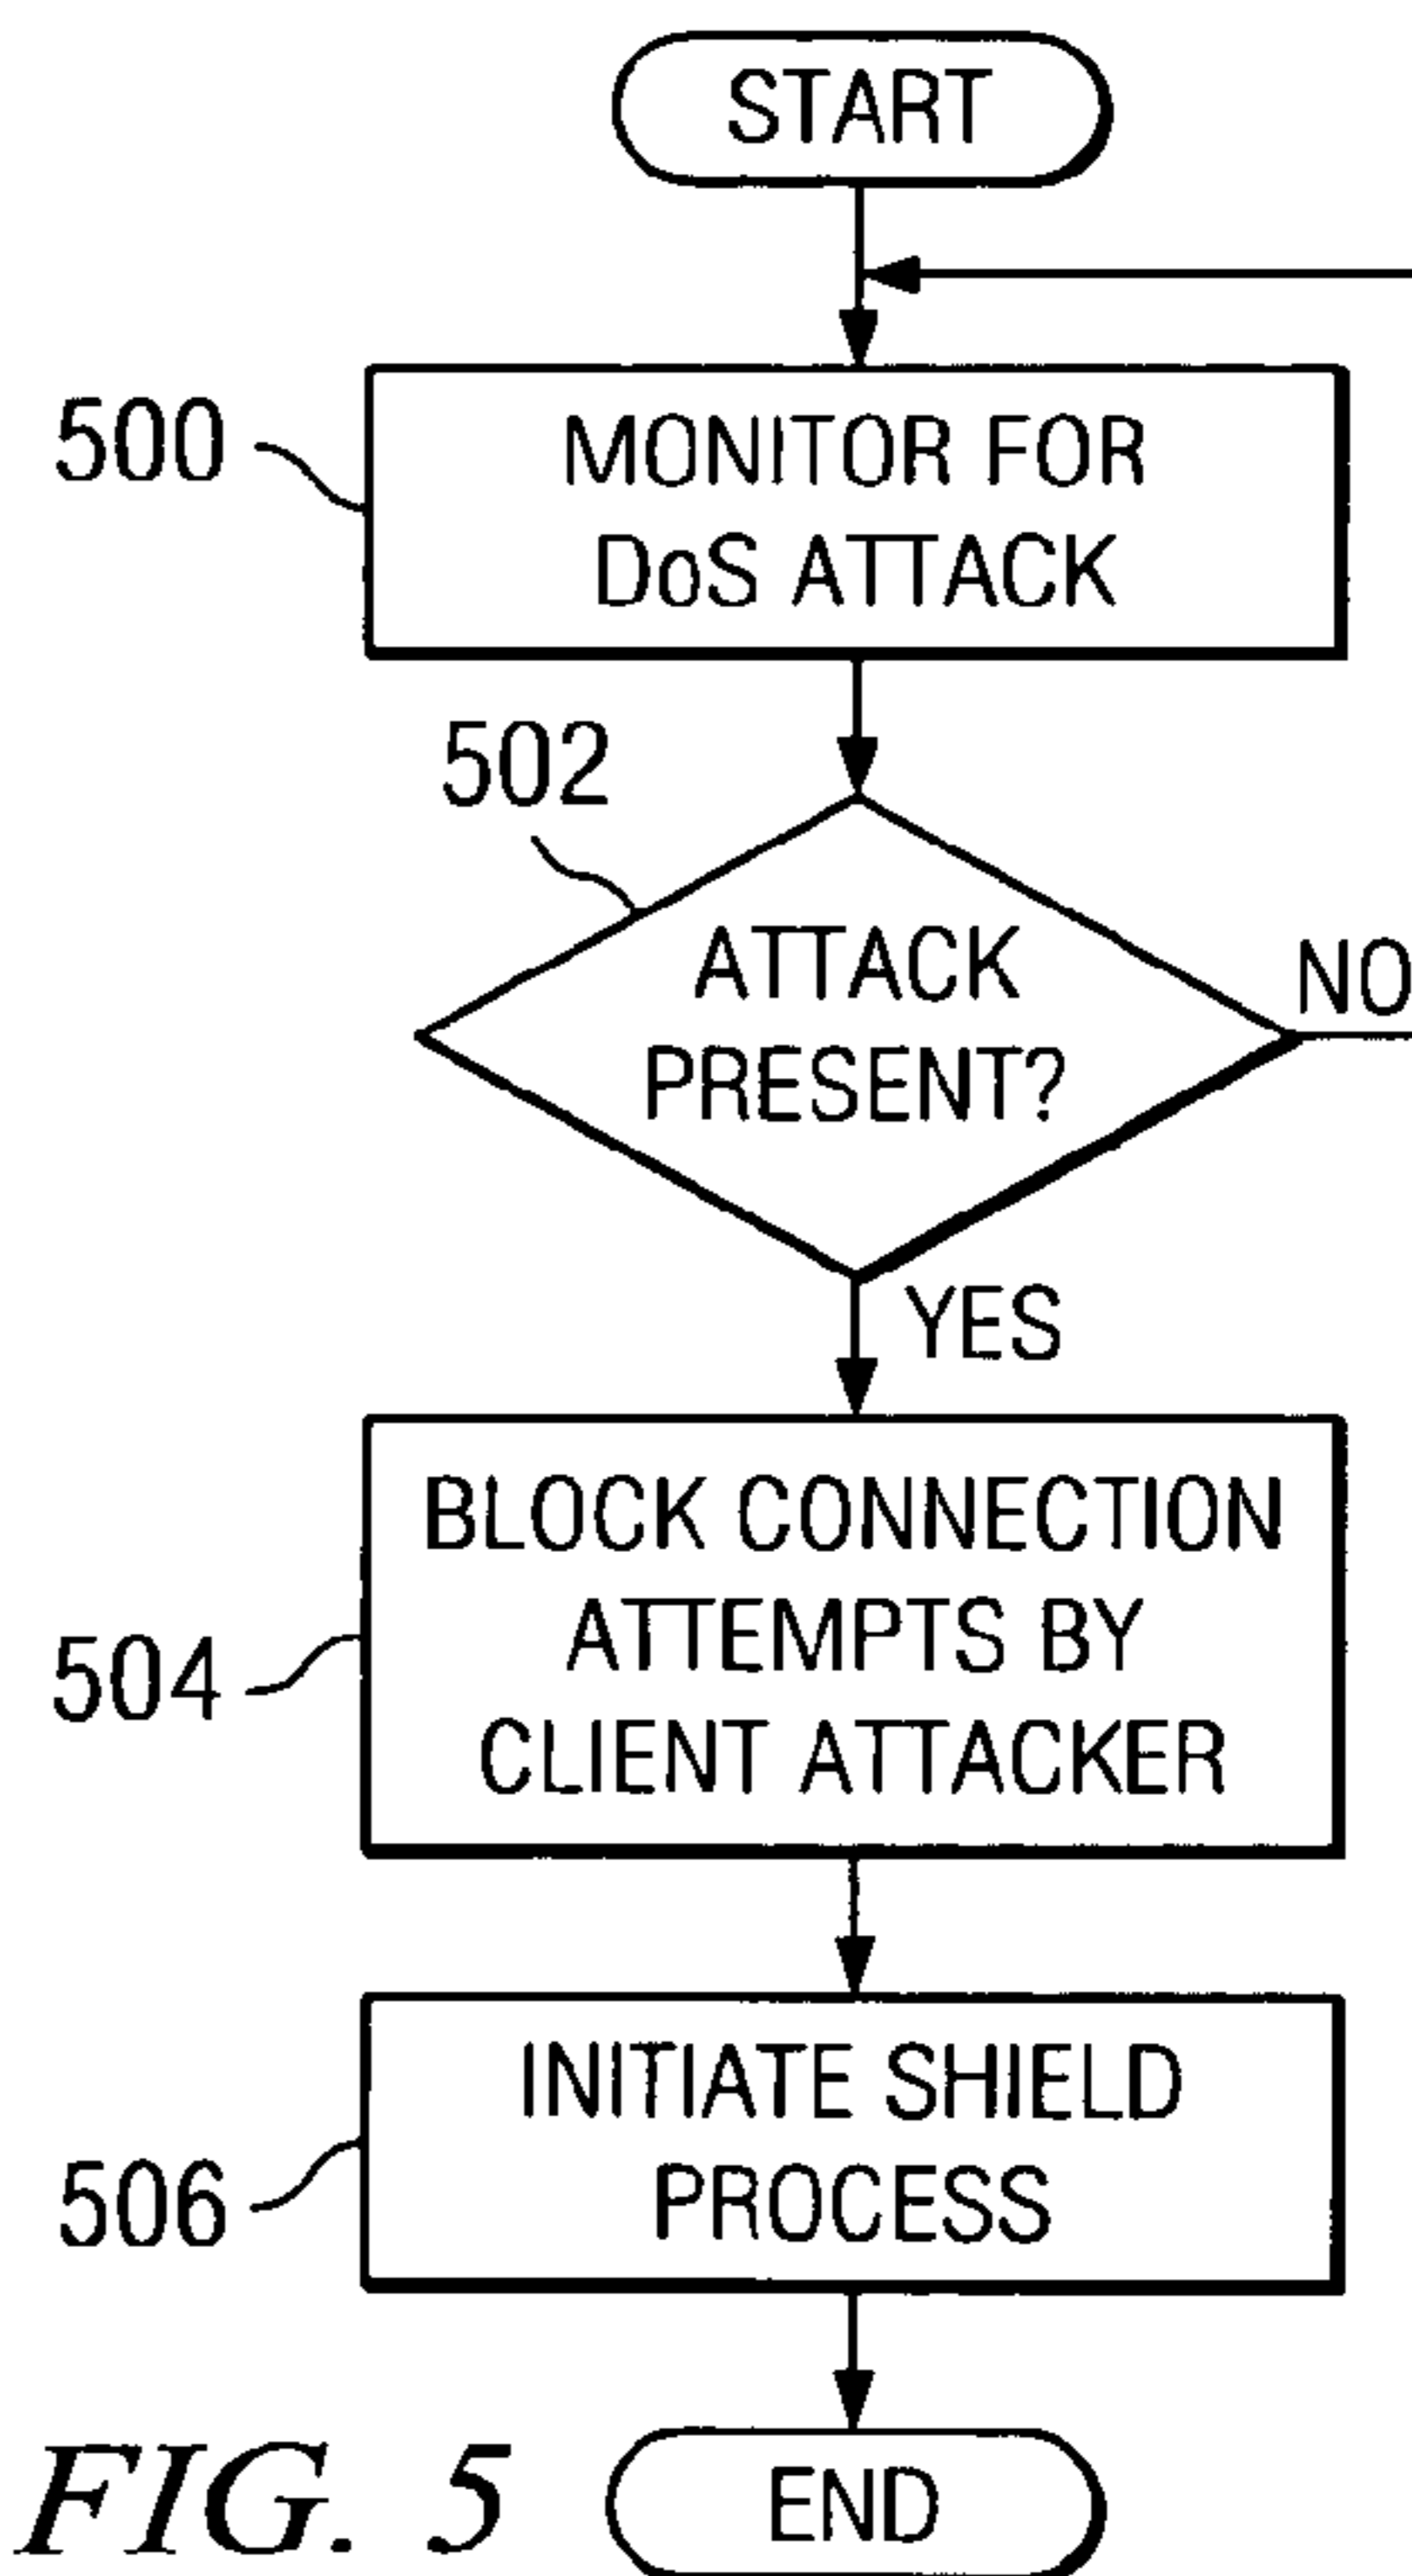 START
500
MONITOR FOR
DoS ATTACK
502
ATTACK
PRESENT?
NO
YES
504
BLOCK CONNECTION
ATTEMPTS BY
CLIENT ATTACKER
506
INITIATE SHIELD
PROCESS
END
FIG. 5